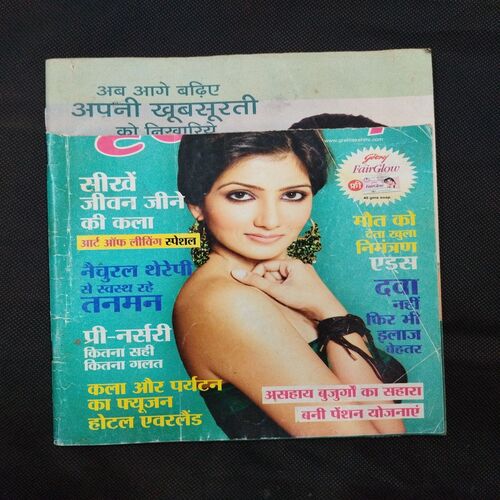 अब आगे बढ़िए
अपनी खूबसूरती
को निखारिये
सीखें
जीवन जीने
की कला
आर्ट ऑफ लीविंग स्पेशल
नैचुरल थेरेपी
से स्वस्थ रहे
तनमन
प्री-नर्सरी
कितना सही
कितना गलत
कला और पर्यटन
का फ्यूजन
होटल एवरलैंड
Godrej
FairGlow
फ्री
मौत को
देता खुला
निमंत्रण
एड्स
दवा
नहीं
फिर भी
इलाज
बेहतर
असहाय बुजुर्गों का सहारा
बनी पेंशन योजनाएं